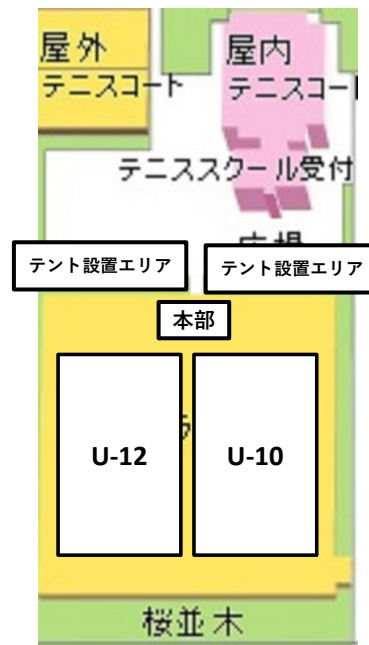 屋外
テニスコート
屋内
テニスコー
テニススクール受付
テント設置エリア
テント設置エリア
本部
U-12
U-10
桜並木